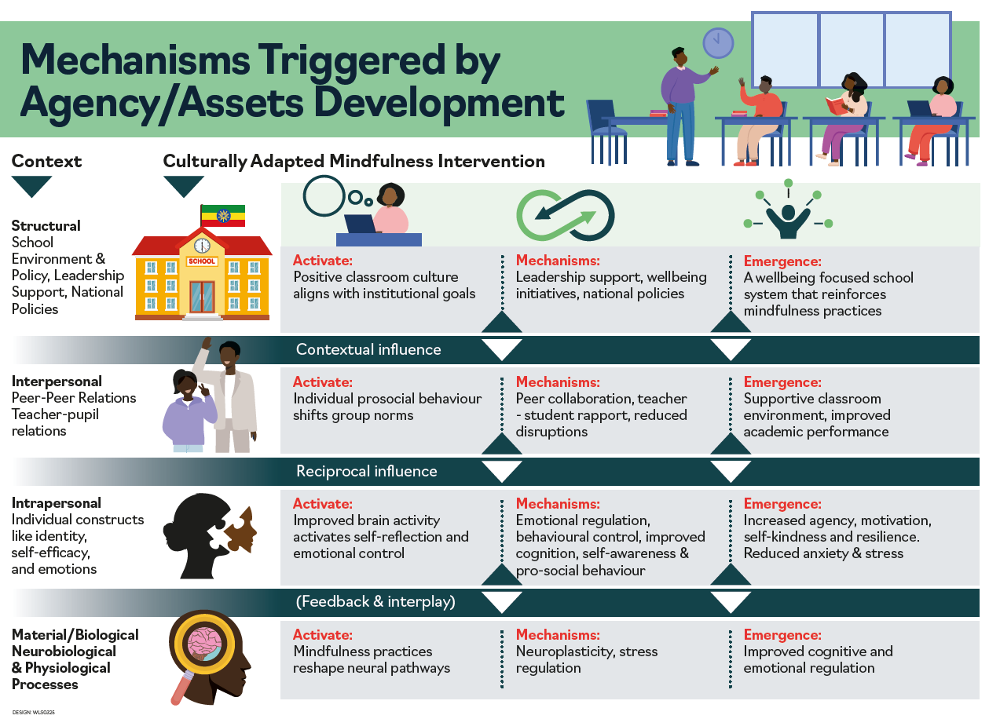 Mechanisms Triggered by
Agency/Assets Development
Context
Culturally Adapted Mindfulness Intervention
Structural
School
Environment &
Policy, Leadership
Support, National
Policies
SCHOOL
Activate:
Positive classroom culture
aligns with institutional goals
Mechanisms:
Leadership support, wellbeing
initiatives, national policies
Emergence:
A wellbeing focused school
system that reinforces
mindfulness practices
Contextual influence
Interpersonal
Peer-Peer Relations
Teacher-pupil
relations
Activate:
Individual prosocial behaviour
shifts group norms
Mechanisms:
Peer collaboration, teacher
- student rapport, reduced
disruptions
Emergence:
Supportive classroom
environment, improved
academic performance
Reciprocal influence
Intrapersonal
Individual constructs
like identity,
self-efficacy,
and emotions
Activate:
Improved brain activity
activates self-reflection and
emotional control
Mechanisms:
Emotional regulation,
behavioural control, improved
cognition, self-awareness &
pro-social behaviour
Emergence:
Increased agency, motivation,
self-kindness and resilience.
Reduced anxiety & stress
(Feedback & interplay)
Material/Biological
Neurobiological
& Physiological
Processes
Activate:
Mindfulness practices
reshape neural pathways
Mechanisms:
Neuroplasticity, stress
regulation
Emergence:
Improved cognitive and
emotional regulation
DESIGN: WLS0325